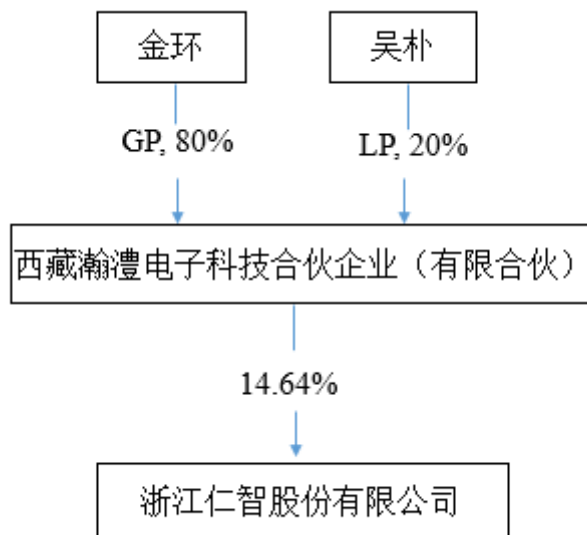 金环
吴朴
GP, 80%
LP, 20%
西藏瀚澧电子科技合伙企业（有限合伙）
14.64%
浙江仁智股份有限公司